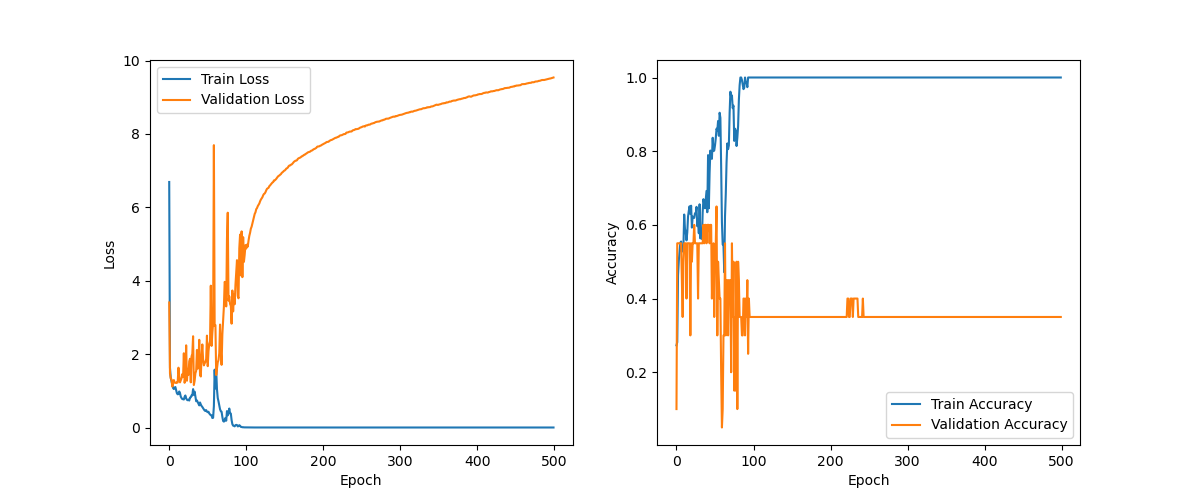 10
8
6
4
2
0
Loss
Train Loss
Validation Loss
0 100 200 300 400 500
Epoch
1.0
0.8
0.6
0.4
0.2
Accuracy
Train Accuracy
Validation Accuracy
0 100 200 300 400 500
Epoch